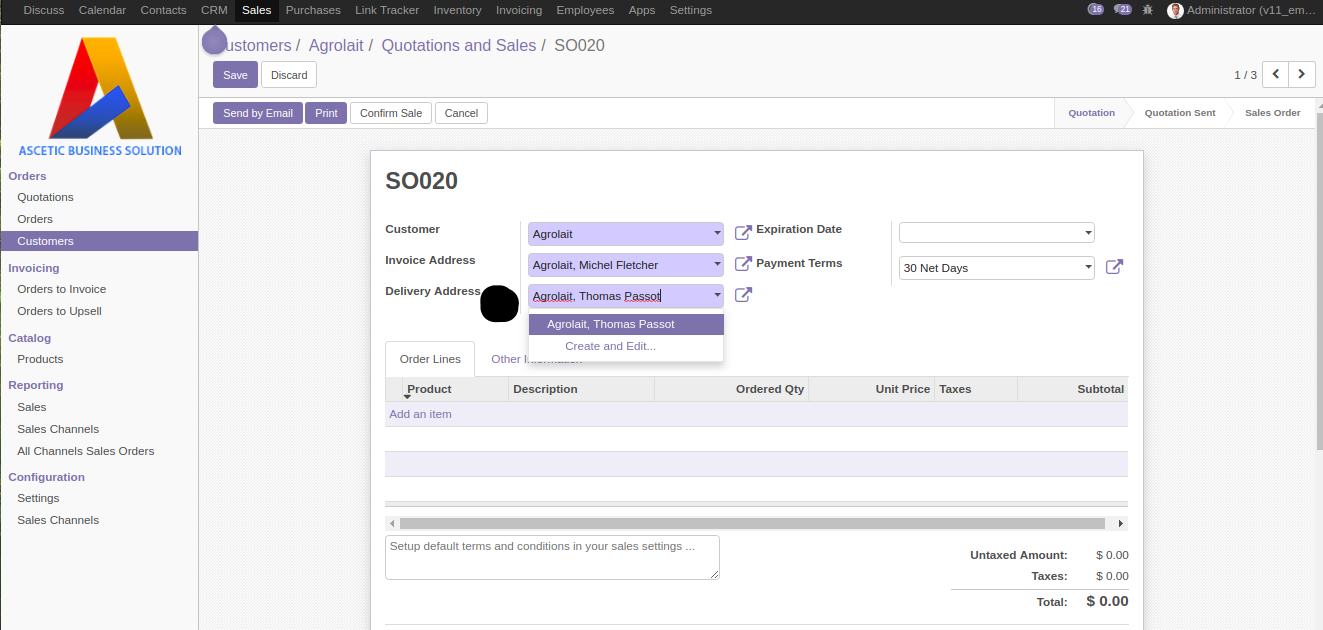 Discuss Calendar Contacts CRM Sales Purchases Link Tracker Inventory Invoicing Employees Apps Settings 16 21 Administrator (v11_em...
ustomers / Agrolait / Quotations and Sales / SO020
Save Discard 1 / 3
Send by Email Print Confirm Sale Cancel Quotation Quotation Sent Sales Order
ASCETIC BUSINESS SOLUTION
Orders
Quotations
Orders
Customers
Invoicing
Orders to Invoice
Orders to Upsell
Catalog
Products
Reporting
Sales
Sales Channels
All Channels Sales Orders
Configuration
Settings
Sales Channels
SO020
Customer Agrolait Expiration Date
Invoice Address Agrolait, Michel Fletcher Payment Terms 30 Net Days
Delivery Address Agrolait, Thomas Passot
Agrolait, Thomas Passot
Create and Edit...
Order Lines Other
Product Description Ordered Qty Unit Price Taxes Subtotal
Add an item
Setup default terms and conditions in your sales settings ...
Untaxed Amount: $ 0.00
Taxes: $ 0.00
Total: $ 0.00